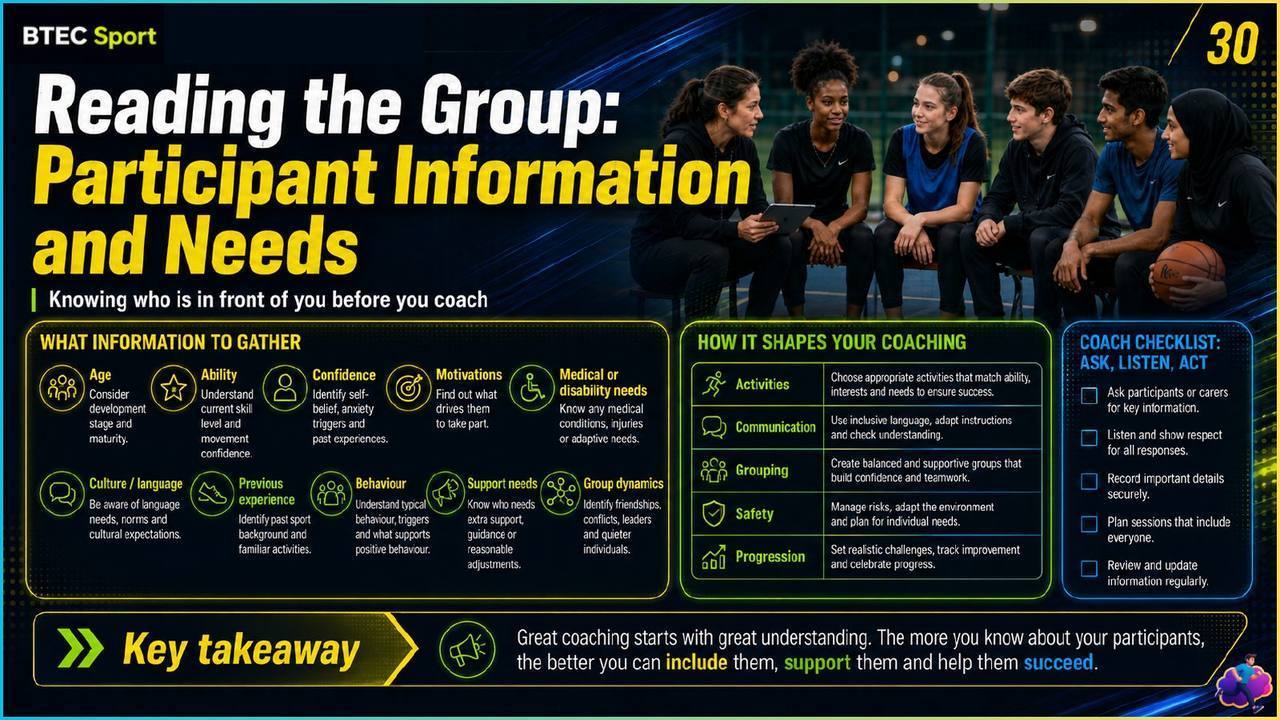 BTEC Sport
30
Reading the Group:
Participant Information
and Needs
Knowing who is in front of you before you coach
WHAT INFORMATION TO GATHER
Age
Consider
development
stage and
maturity.
Ability
Understand
current skill
level and
movement
confidence.
Confidence
Identify self-
belief, anxiety
triggers and
past experiences.
Motivations
Find out what
drives them
to take part.
Medical or
disability needs
Know any medical
conditions, injuries
or adaptive needs.
Culture / language
Be aware of language
needs, norms and
cultural expectations.
Previous
experience
Identify past sport
background and
familiar activities.
Behaviour
Understand typical
behaviour, triggers
and what supports
positive behaviour.
Support needs
Know who needs
extra support,
guidance or
reasonable
adjustments.
Group dynamics
Identify friendships,
conflicts, leaders
and quieter
individuals.
HOW IT SHAPES YOUR COACHING
Activities
Choose appropriate activities that match ability,
interests and needs to ensure success.
Communication
Use inclusive language, adapt instructions
and check understanding.
Grouping
Create balanced and supportive groups that
build confidence and teamwork.
Safety
Manage risks, adapt the environment
and plan for individual needs.
Progression
Set realistic challenges, track improvement
and celebrate progress.
COACH CHECKLIST:
ASK, LISTEN, ACT
Ask participants or carers
for key information.
Listen and show respect
for all responses.
Record important details
securely.
Plan sessions that include
everyone.
Review and update
information regularly.
Key takeaway
Great coaching starts with great understanding. The more you know about your participants,
the better you can include them, support them and help them succeed.